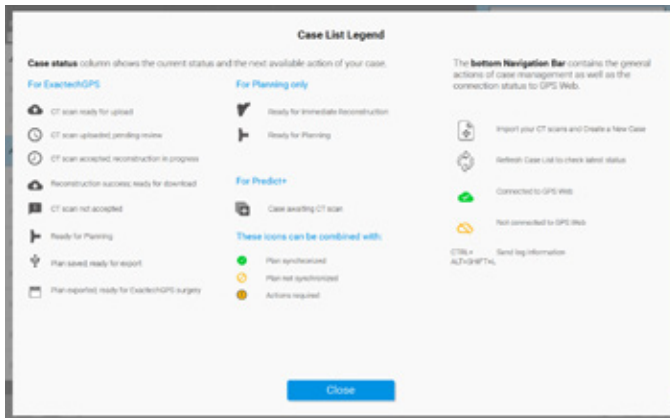 Case List Legend
Case status column shows the current status and the next available action of your case.
For ExactechGPS
CT scan ready for upload
CT scan uploaded, pending review
CT scan accepted, reconstruction in progress
Reconstruction success; ready for download
CT scan not accepted
Ready for Planning
Plan saved, ready for export
Plan exported, ready for ExactechGPS surgery
For Planning only
Ready for Immediate Reconstruction
Ready for Planning
For Predict+
Case awaiting CT scan
These icons can be combined with:
Plan synchronized
Plan not synchronized
Actions required
The bottom Navigation Bar contains the general
actions of case management as well as the
connection status to GPS Web.
Import your CT scans and Create a New Case
Refresh Case List to check latest status
Connected to GPS Web
Not connected to GPS Web
CTRL+
ALT+SHIFT+L
Send log information
Close